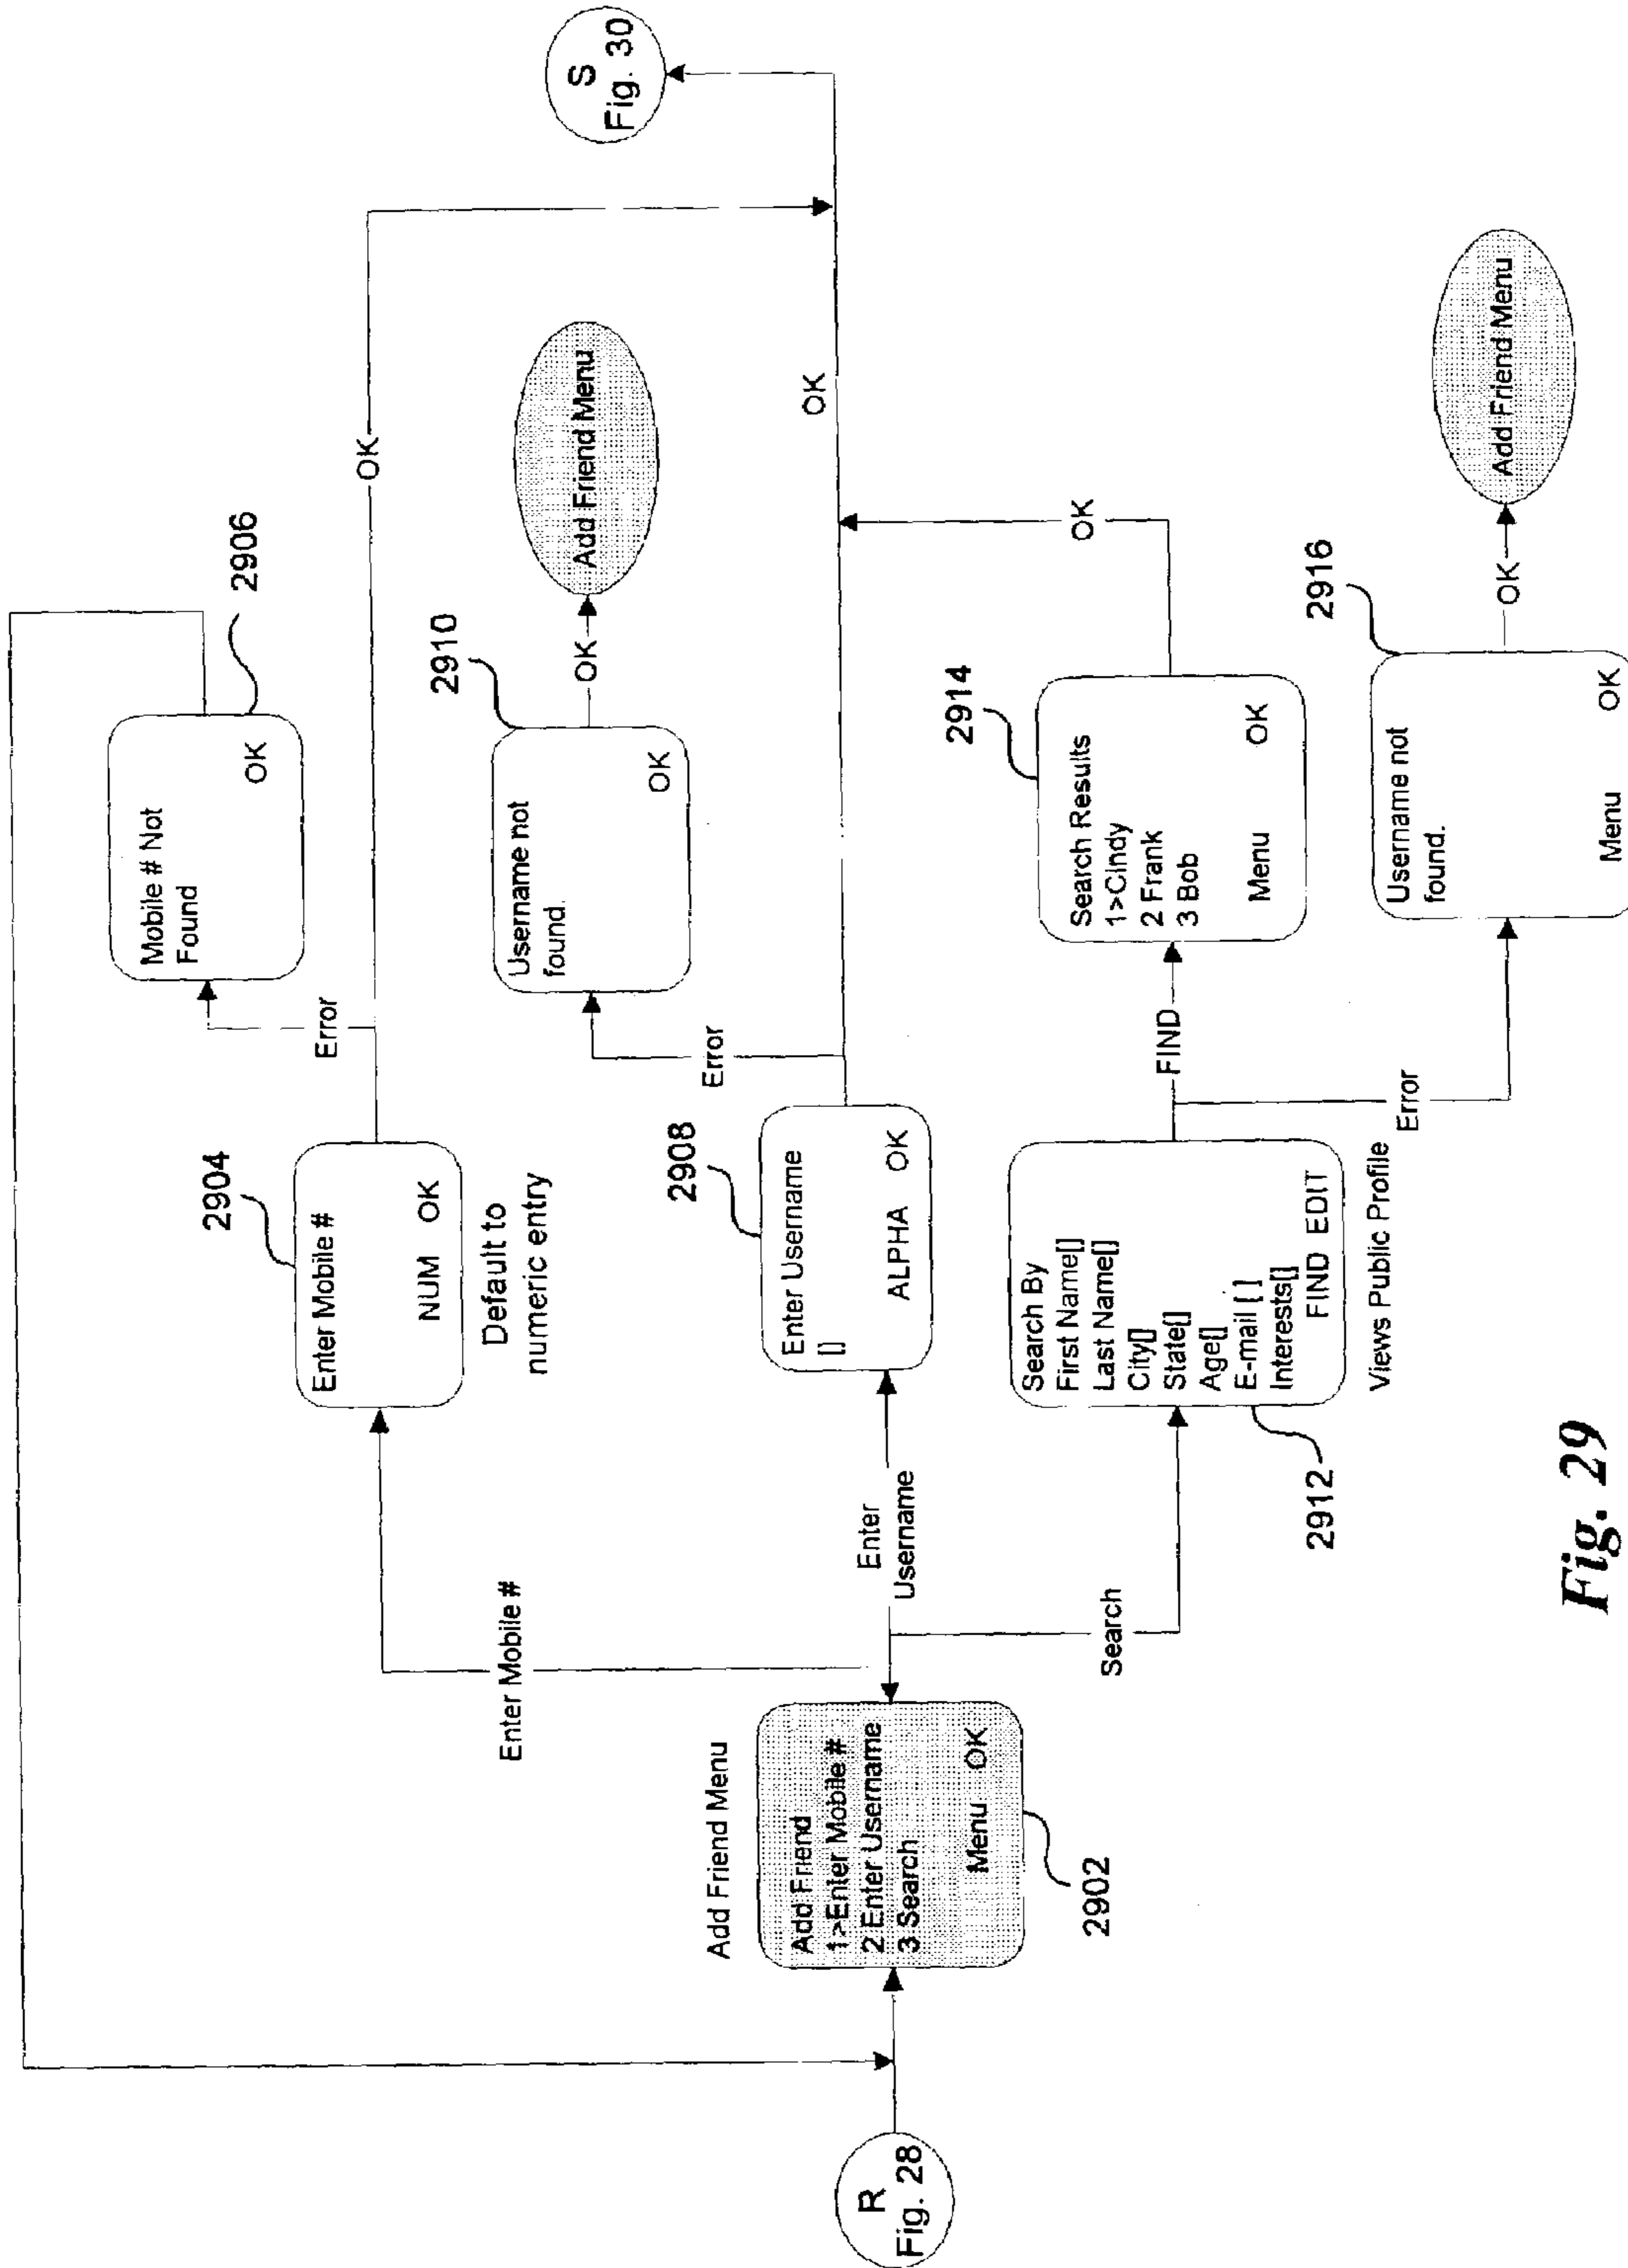 R
Fig. 28
Add Friend Menu
Add Friend
1>Enter Mobile #
2 Enter Username
3 Search
Menu OK
2902
Enter Mobile #
Enter
Username
Search
2904
Enter Mobile #
NUM OK
Default to
numeric entry
Error
2906
Mobile # Not
Found
OK
OK
2908
Enter Username
[]
ALPHA OK
Error
2910
Username not
found.
OK
OK
Add Friend Menu
OK
S
Fig. 30
2912
Search By
First Name[]
Last Name[]
City[]
State[]
Age[]
E-mail [ ]
Interests[]
FIND EDIT
Views Public Profile
FIND
Error
2914
Search Results
1>Cindy
2 Frank
3 Bob
Menu OK
OK
2916
Username not
found.
Menu OK
OK
Add Friend Menu
Fig. 29